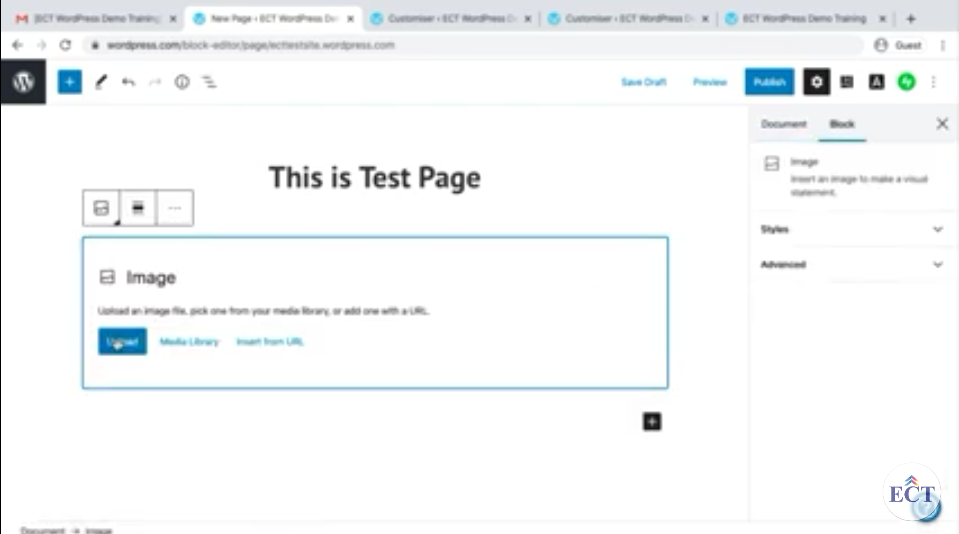 [ECT WordPress Demo Training
New Page ‹ ECT WordPress De
Customiser ‹ ECT WordPress D
Customiser ‹ ECT WordPress D
ECT WordPress Demo Training
wordpress.com/block-editor/page/ecttestsite.wordpress.com
Guest
Save Draft Preview Publish
Document Block
This is Test Page
Image
Insert an image to make a visual
statement.
Styles
Advanced
Image
Upload an image file, pick one from your media library, or add one with a URL.
Upload Media Library Insert from URL
ECT
Document → Image